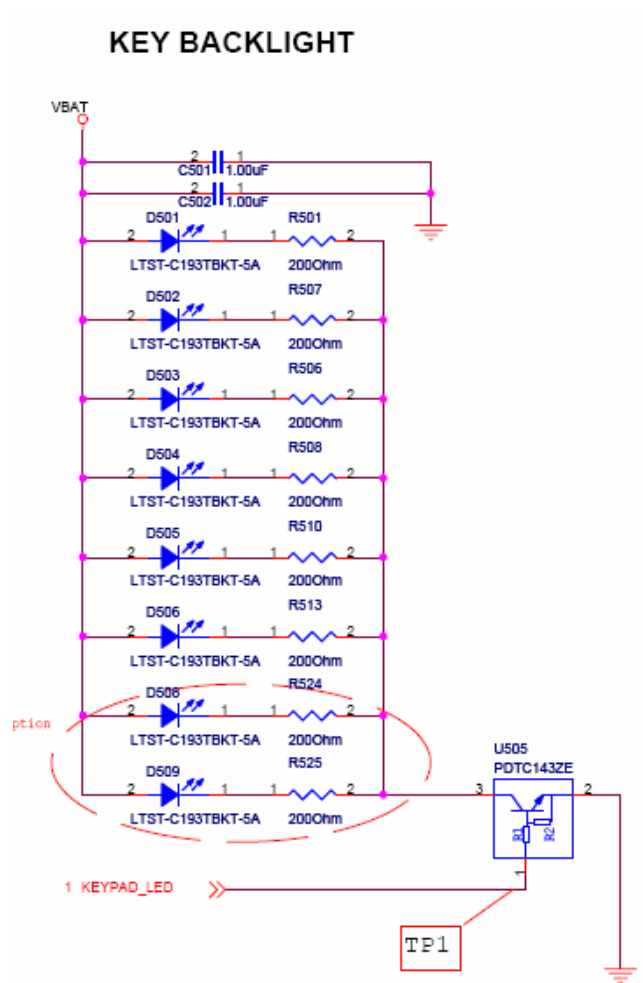 KEY BACKLIGHT
VBAT
2 1
C501 1.00uF
2 1
C502 1.00uF
D501 R501
2 1 1 2
LTST-C193TBKT-5A 200Ohm
D502 R507
2 1 1 2
LTST-C193TBKT-5A 200Ohm
D503 R506
2 1 1 2
LTST-C193TBKT-5A 200Ohm
D504 R508
2 1 1 2
LTST-C193TBKT-5A 200Ohm
D505 R510
2 1 1 2
LTST-C193TBKT-5A 200Ohm
D506 R513
2 1 1 2
LTST-C193TBKT-5A 200Ohm
D508 R524
ption
2 1 1 2
LTST-C193TBKT-5A 200Ohm
D509 R525
2 1 1 2
LTST-C193TBKT-5A 200Ohm
U505
PDTC143ZE
3 2
R1 R2
1
1 KEYPAD_LED
TP1